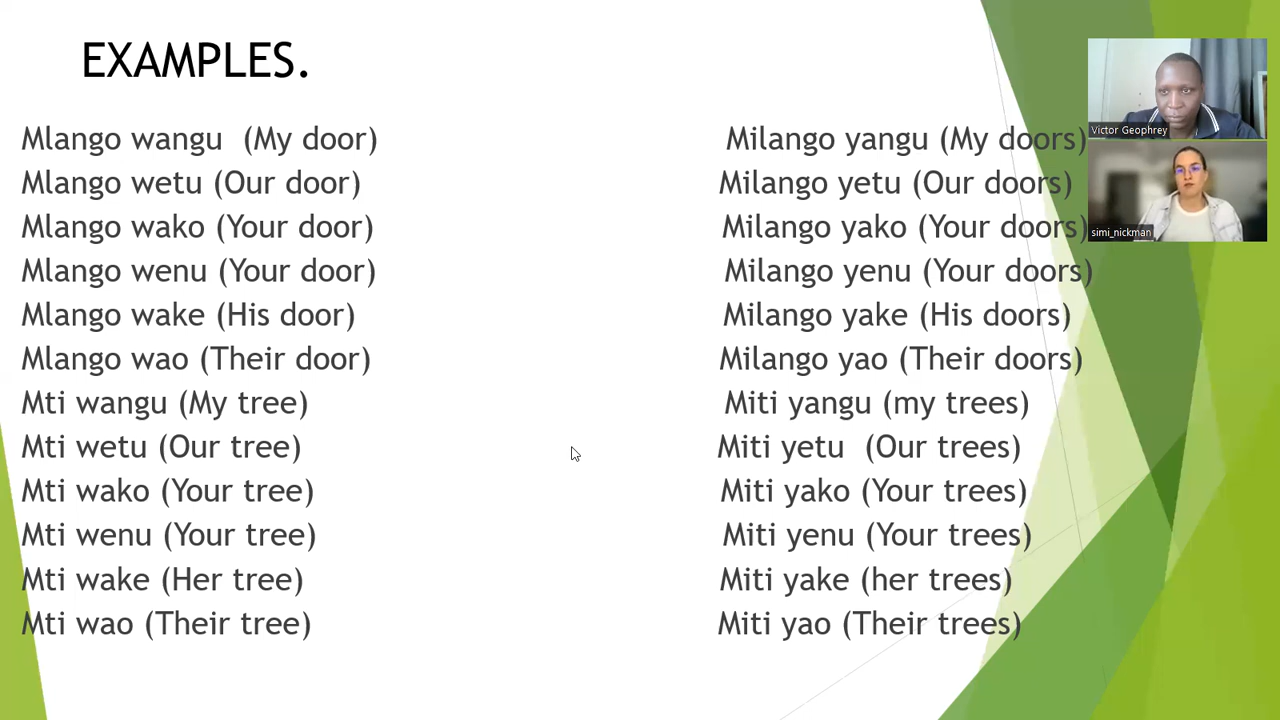 EXAMPLES.
Mlango wangu (My door)
Mlango wetu (Our door)
Mlango wako (Your door)
Mlango wenu (Your door)
Mlango wake (His door)
Mlango wao (Their door)
Mti wangu (My tree)
Mti wetu (Our tree)
Mti wako (Your tree)
Mti wenu (Your tree)
Mti wake (Her tree)
Mti wao (Their tree)
Milango yangu (My doors)
Milango yetu (Our doors)
Milango yako (Your doors)
Milango yenu (Your doors)
Milango yake (His doors)
Milango yao (Their doors)
Miti yangu (my trees)
Miti yetu (Our trees)
Miti yako (Your trees)
Miti yenu (Your trees)
Miti yake (her trees)
Miti yao (Their trees)
Victor Geophrey
simi_nickman